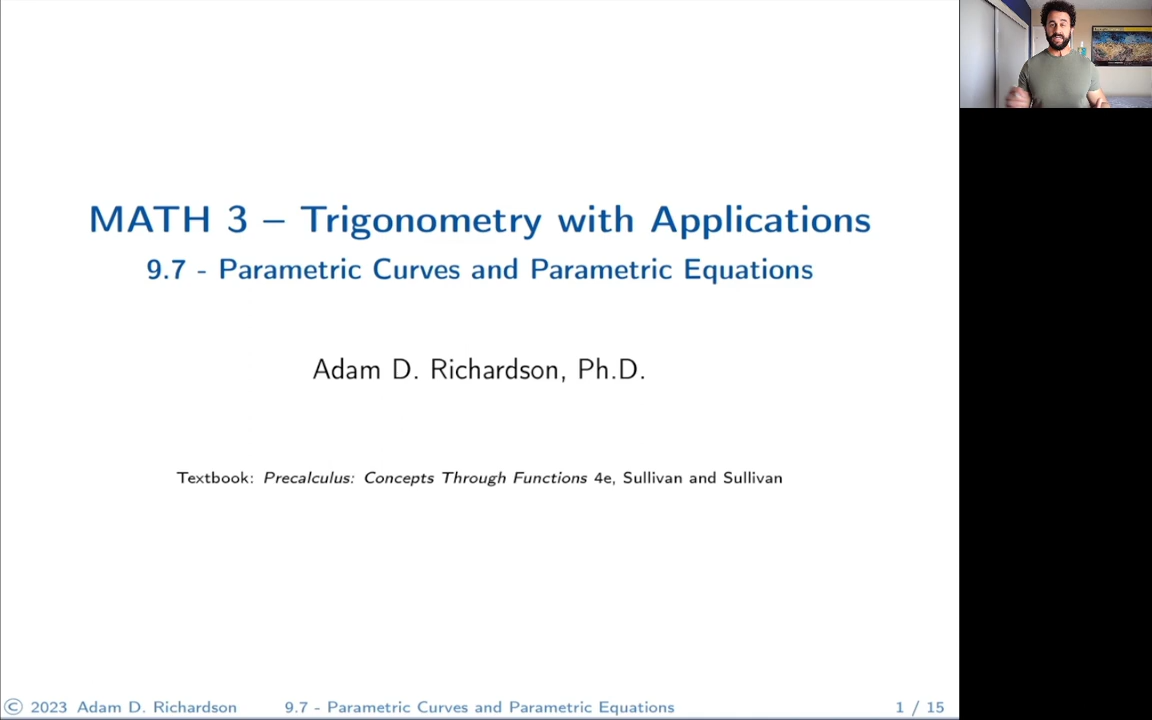 MATH 3 – Trigonometry with Applications
9.7 - Parametric Curves and Parametric Equations
Adam D. Richardson, Ph.D.
Textbook: Precalculus: Concepts Through Functions 4e, Sullivan and Sullivan
© 2023 Adam D. Richardson 9.7 - Parametric Curves and Parametric Equations 1 / 15